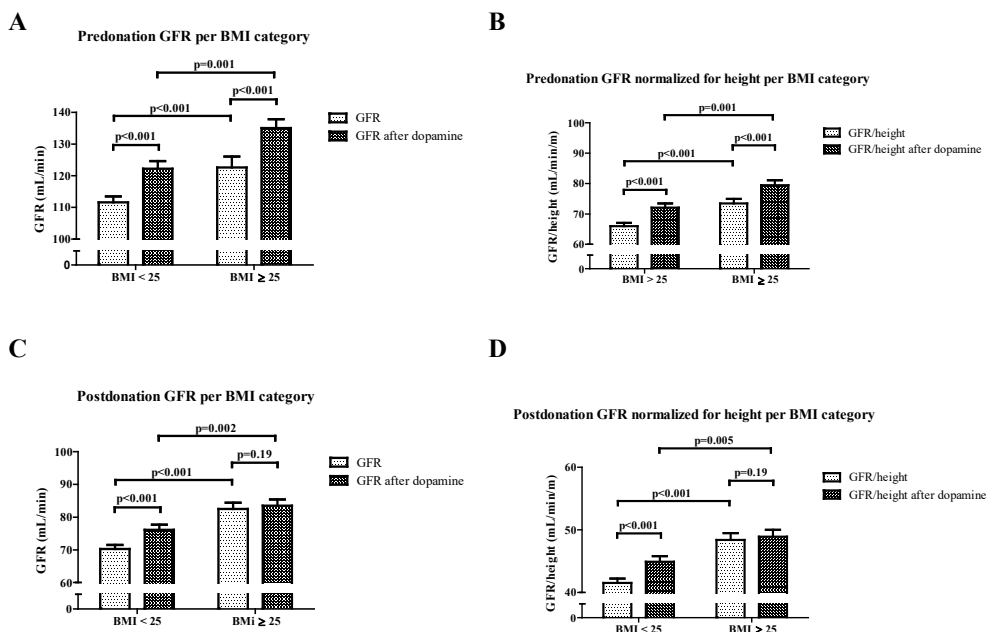 A
Predonation GFR per BMI category
p=0.001
p<0.001
p<0.001
p<0.001
GFR
GFR after dopamine
GFR (mL/min)
140
130
120
110
100
0
BMI < 25
BMI ≥ 25
B
Predonation GFR normalized for height per BMI category
p=0.001
p<0.001
p<0.001
p<0.001
GFR/height
GFR/height after dopamine
GFR/height (mL/min/m)
100
90
80
70
60
0
BMI > 25
BMI ≥ 25
C
Postdonation GFR per BMI category
p=0.002
p=0.19
p<0.001
p<0.001
GFR
GFR after dopamine
GFR (mL/min)
100
90
80
70
60
0
BMI < 25
BMi ≥ 25
D
Postdonation GFR normalized for height per BMI category
p=0.005
p=0.19
p<0.001
p<0.001
GFR/height
GFR/height after dopamine
GFR/height (mL/min/m)
60
50
40
0
BMI < 25
BMI ≥ 25